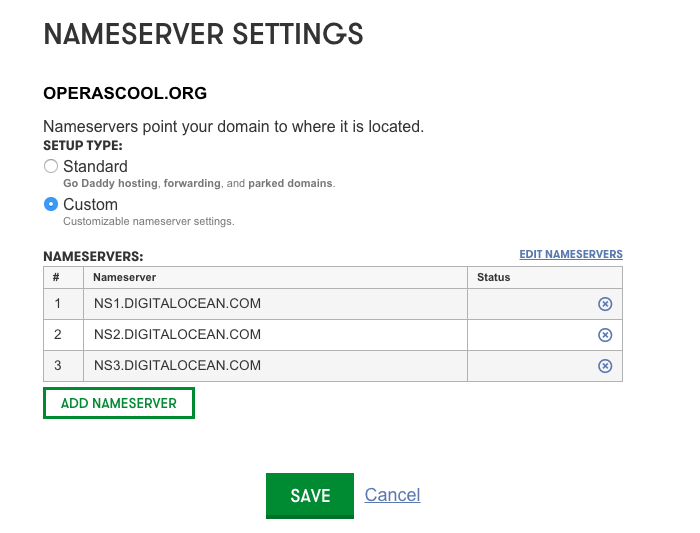 NAMESERVER SETTINGS
OPERASCOOL.ORG
Nameservers point your domain to where it is located.
SETUP TYPE:
Standard
Go Daddy hosting, forwarding, and parked domains.
Custom
Customizable nameserver settings.
NAMESERVERS: EDIT NAMESERVERS
# Nameserver Status
1 NS1.DIGITALOCEAN.COM
2 NS2.DIGITALOCEAN.COM
3 NS3.DIGITALOCEAN.COM
ADD NAMESERVER
SAVE Cancel